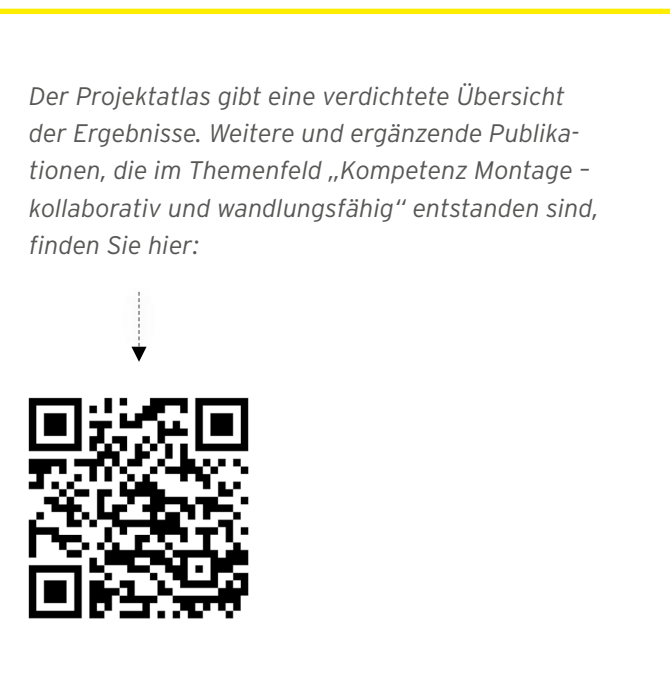 Der Projektatlas gibt eine verdichtete Übersicht
der Ergebnisse. Weitere und ergänzende Publika-
tionen, die im Themenfeld „Kompetenz Montage –
kollaborativ und wandlungsfähig“ entstanden sind,
finden Sie hier: